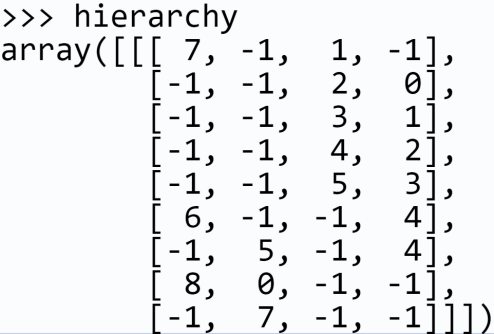 >>> hierarchy
array([[[ 7, -1,  1, -1],
        [-1, -1,  2,  0],
        [-1, -1,  3,  1],
        [-1, -1,  4,  2],
        [-1, -1,  5,  3],
        [ 6, -1, -1,  4],
        [-1,  5, -1,  4],
        [ 8,  0, -1, -1],
        [-1,  7, -1, -1]]])